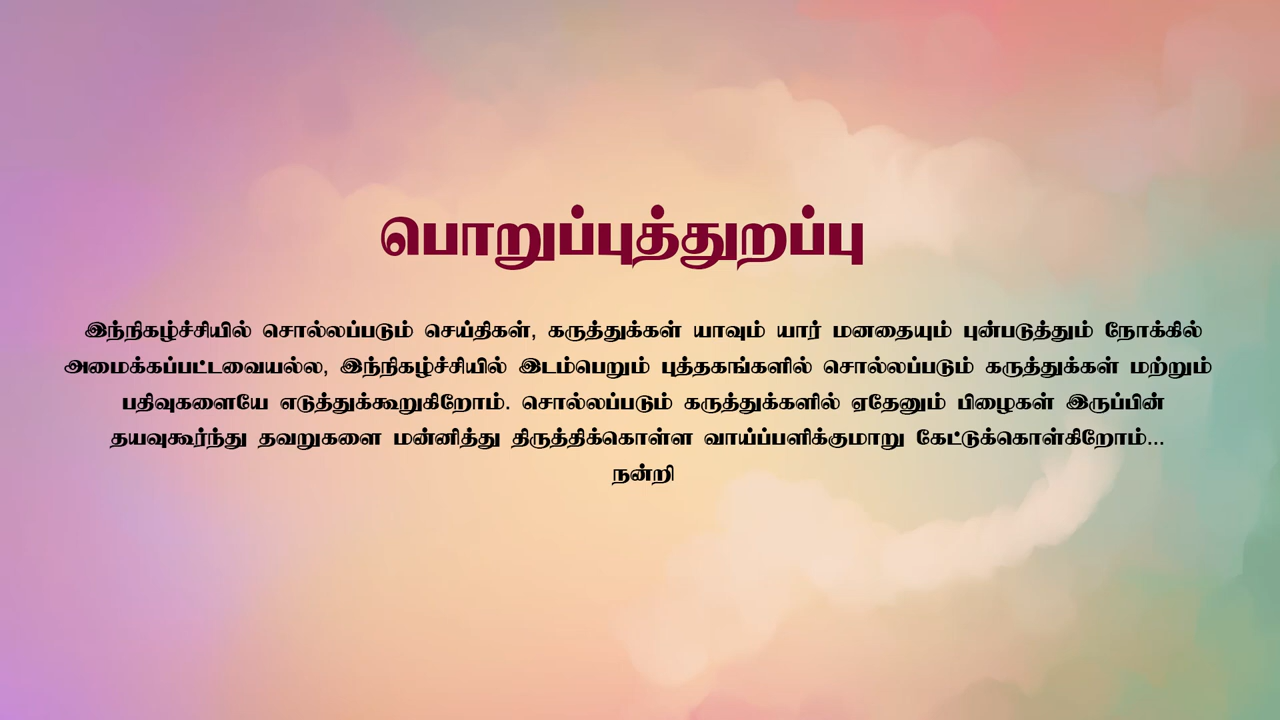 பொறுப்புத்துறப்பு
இந்நிகழ்ச்சியில் சொல்லப்படும் செய்திகள், கருத்துக்கள் யாவும் யார் மனதையும் புன்படுத்தும் நோக்கில்
அமைக்கப்பட்டவையல்ல, இந்நிகழ்ச்சியில் இடம்பெறும் புத்தகங்களில் சொல்லப்படும் கருத்துக்கள் மற்றும்
பதிவுகளையே எடுத்துக்கூறுகிறோம். சொல்லப்படும் கருத்துக்களில் ஏதேனும் பிழைகள் இருப்பின்
தயவுகூர்ந்து தவறுகளை மன்னித்து திருத்திக்கொள்ள வாய்ப்பளிக்குமாறு கேட்டுக்கொள்கிறோம்...
நன்றி